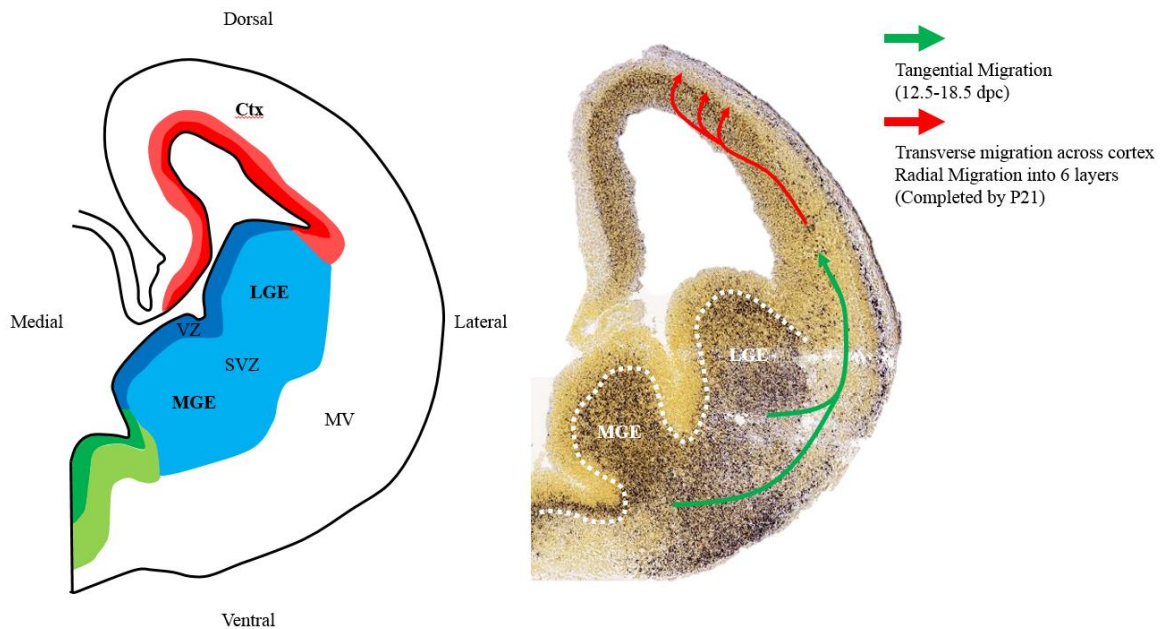 Dorsal
Ctx
Medial
LGE
VZ
SVZ
MGE
MV
Lateral
Ventral
LGE
MGE
Tangential Migration
(12.5-18.5 dpc)
Transverse migration across cortex
Radial Migration into 6 layers
(Completed by P21)